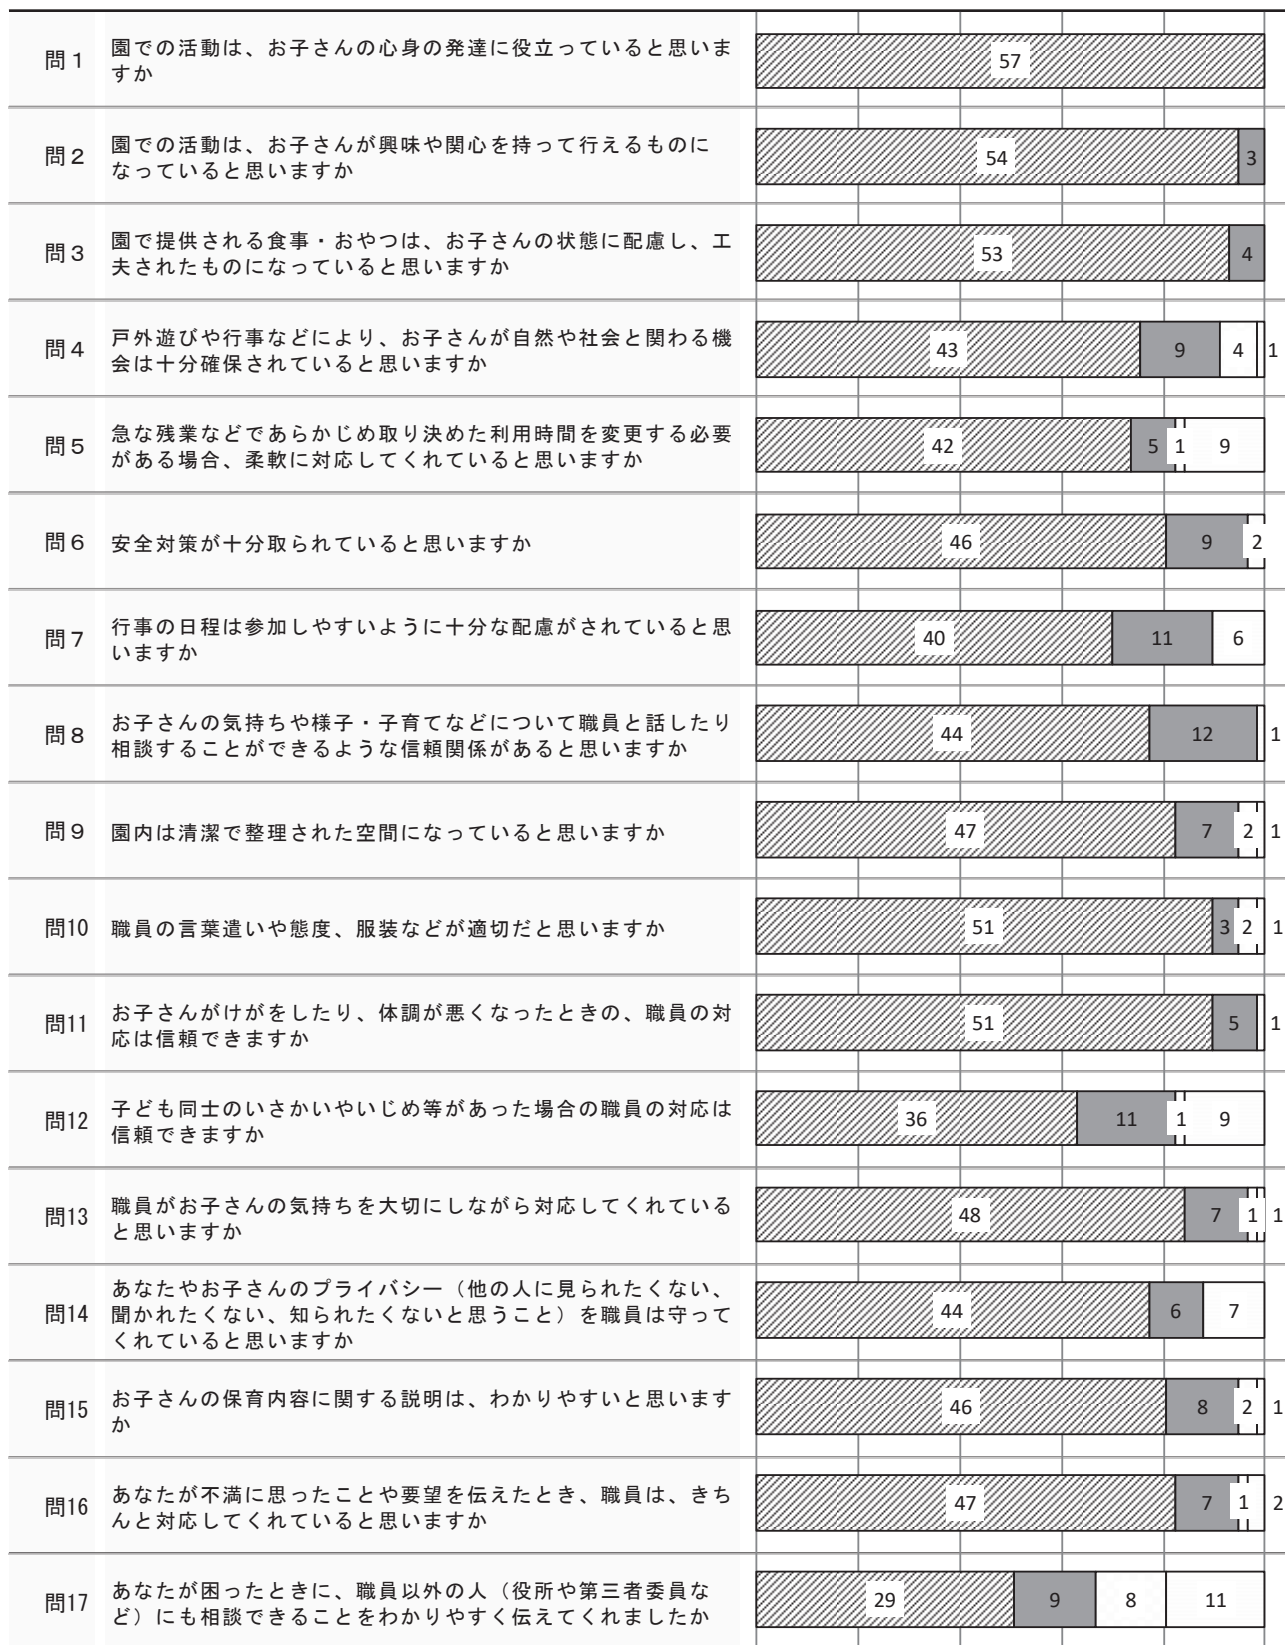 問１
園での活動は、お子さんの心身の発達に役立っていると思いま
すか
57
問２
園での活動は、お子さんが興味や関心を持って行えるものに
なっていると思いますか
54 3
問３
園で提供される食事・おやつは、お子さんの状態に配慮し、工
夫されたものになっていると思いますか
53 4
問４
戸外遊びや行事などにより、お子さんが自然や社会と関わる機
会は十分確保されていると思いますか
43 9 4 1
問５
急な残業などであらかじめ取り決めた利用時間を変更する必要
がある場合、柔軟に対応してくれていると思いますか
42 5 1 9
問６
安全対策が十分取られていると思いますか
46 9 2
問７
行事の日程は参加しやすいように十分な配慮がされていると思
いますか
40 11 6
問８
お子さんの気持ちや様子・子育てなどについて職員と話したり
相談することができるような信頼関係があると思いますか
44 12 1
問９
園内は清潔で整理された空間になっていると思いますか
47 7 2 1
問10
職員の言葉遣いや態度、服装などが適切だと思いますか
51 3 2 1
問11
お子さんがけがをしたり、体調が悪くなったときの、職員の対
応は信頼できますか
51 5 1
問12
子ども同士のいさかいやいじめ等があった場合の職員の対応は
信頼できますか
36 11 1 9
問13
職員がお子さんの気持ちを大切にしながら対応してくれている
と思いますか
48 7 1 1
問14
あなたやお子さんのプライバシー（他の人に見られたくない、
聞かれたくない、知られたくないと思うこと）を職員は守って
くれていると思いますか
44 6 7
問15
お子さんの保育内容に関する説明は、わかりやすいと思います
か
46 8 2 1
問16
あなたが不満に思ったことや要望を伝えたとき、職員は、きち
んと対応してくれていると思いますか
47 7 1 2
問17
あなたが困ったときに、職員以外の人（役所や第三者委員な
ど）にも相談できることをわかりやすく伝えてくれましたか
29 9 8 11